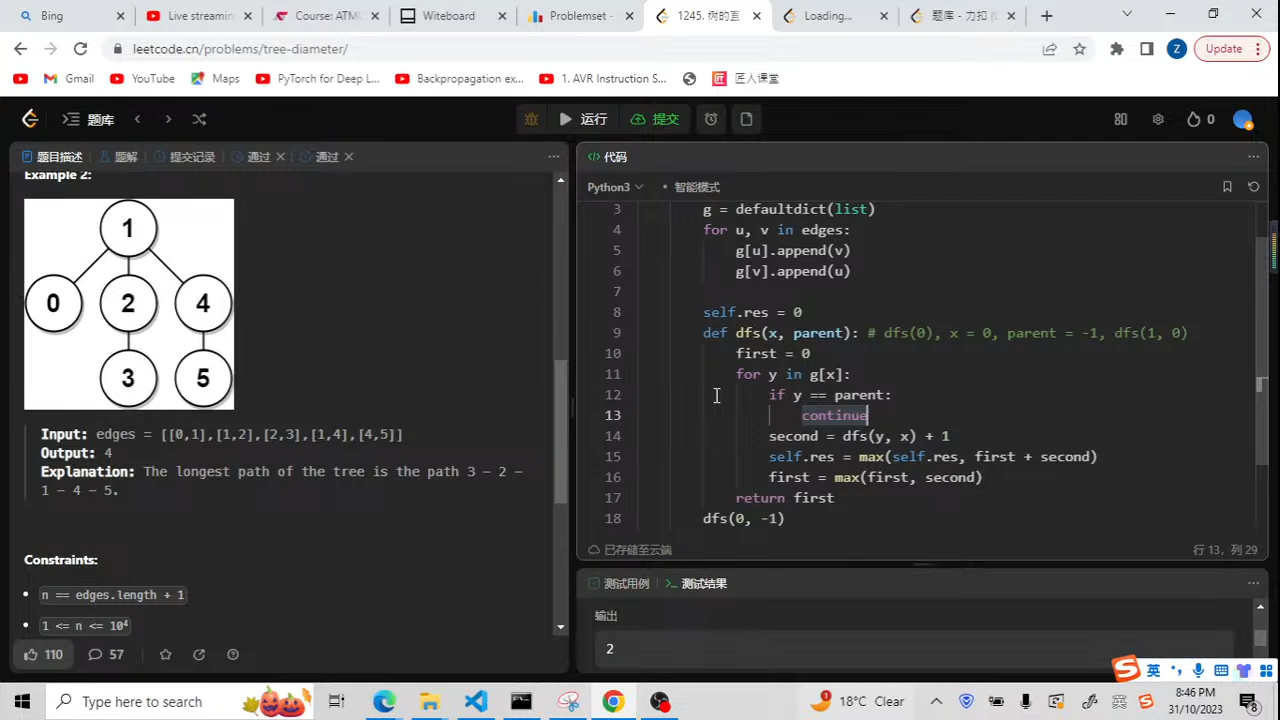 Bing
Live streamin
Course: ATM
Witeboard
Problemset -
1245. 树的直
Loading...
题库 - 力扣 (
leetcode.cn/problems/tree-diameter/
Z
Update
Gmail
YouTube
Maps
PyTorch for Deep L...
Backpropagation ex...
1. AVR Instruction S...
匠人课堂
题库
运行
提交
0
题目描述
题解
提交记录
通过
通过
代码
Example 2:
1
0
2
4
3
5
Input: edges = [[0,1],[1,2],[2,3],[1,4],[4,5]]
Output: 4
Explanation: The longest path of the tree is the path 3 − 2 −
1 − 4 − 5.
Constraints:
n == edges.length + 1
1 <= n <= 10⁴
110
57
Python3
智能模式
3 g = defaultdict(list)
4 for u, v in edges:
5 g[u].append(v)
6 g[v].append(u)
7
8 self.res = 0
9 def dfs(x, parent): # dfs(0), x = 0, parent = -1, dfs(1, 0)
10 first = 0
11 for y in g[x]:
12 if y == parent:
13 continue
14 second = dfs(y, x) + 1
15 self.res = max(self.res, first + second)
16 first = max(first, second)
17 return first
18 dfs(0, -1)
已存储至云端
行 13, 列 29
测试用例
测试结果
输出
2
英
Type here to search
1
18°C Clear
8:46 PM
31/10/2023
8